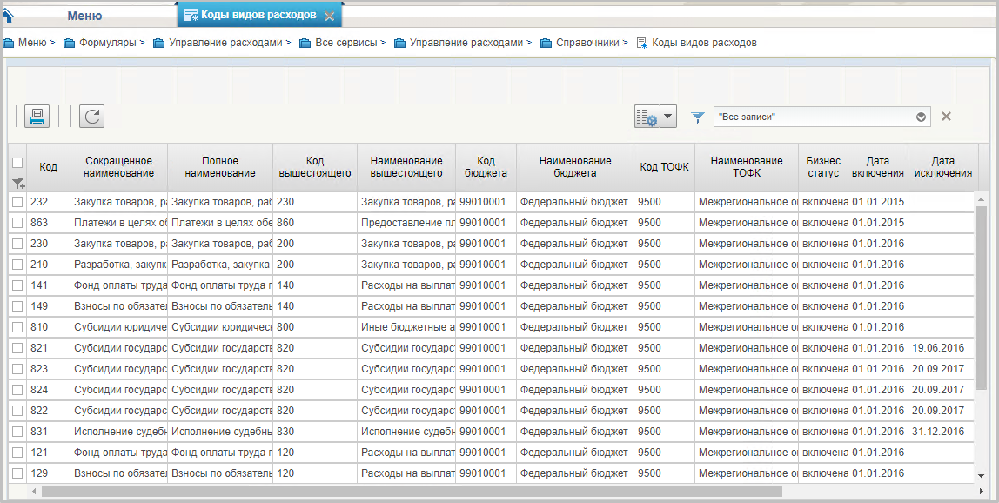 Меню Коды видов расходов
Меню > Формуляры > Управление расходами > Все сервисы > Управление расходами > Справочники > Коды видов расходов
"Все записи"
Код Сокращенное наименование Полное наименование Код вышестоящего Наименование вышестоящего Код бюджета Наименование бюджета Код ТОФК Наименование ТОФК Бизнес статус Дата включения Дата исключения
232 Закупка товаров, ра Закупка товаров, раб 230 Закупка товаров, ра 99010001 Федеральный бюджет 9500 Межрегиональное о включена 01.01.2015
863 Платежи в целях об Платежи в целях обе 860 Предоставление пл 99010001 Федеральный бюджет 9500 Межрегиональное о включена 01.01.2015
230 Закупка товаров, ра Закупка товаров, раб 200 Закупка товаров, ра 99010001 Федеральный бюджет 9500 Межрегиональное о включена 01.01.2016
210 Разработка, закупк Разработка, закупка 200 Закупка товаров, ра 99010001 Федеральный бюджет 9500 Межрегиональное о включена 01.01.2016
141 Фонд оплаты труда Фонд оплаты труда г 140 Расходы на выплат 99010001 Федеральный бюджет 9500 Межрегиональное о включена 01.01.2016
149 Взносы по обязател Взносы по обязатель 140 Расходы на выплат 99010001 Федеральный бюджет 9500 Межрегиональное о включена 01.01.2016
810 Субсидии юридиче Субсидии юридическ 800 Иные бюджетные а 99010001 Федеральный бюджет 9500 Межрегиональное о включена 01.01.2016
821 Субсидии государс Субсидии государств 820 Субсидии государс 99010001 Федеральный бюджет 9500 Межрегиональное о включена 01.01.2016 19.06.2016
823 Субсидии государс Субсидии государств 820 Субсидии государс 99010001 Федеральный бюджет 9500 Межрегиональное о включена 01.01.2016 20.09.2017
824 Субсидии государс Субсидии государств 820 Субсидии государс 99010001 Федеральный бюджет 9500 Межрегиональное о включена 01.01.2016 20.09.2017
822 Субсидии государс Субсидии государств 820 Субсидии государс 99010001 Федеральный бюджет 9500 Межрегиональное о включена 01.01.2016 20.09.2017
831 Исполнение судебн Исполнение судебны 830 Исполнение судебн 99010001 Федеральный бюджет 9500 Межрегиональное о включена 01.01.2016 31.12.2016
121 Фонд оплаты труда Фонд оплаты труда г 120 Расходы на выплат 99010001 Федеральный бюджет 9500 Межрегиональное о включена 01.01.2016
129 Взносы по обязател Взносы по обязатель 120 Расходы на выплат 99010001 Федеральный бюджет 9500 Межрегиональное о включена 01.01.2016